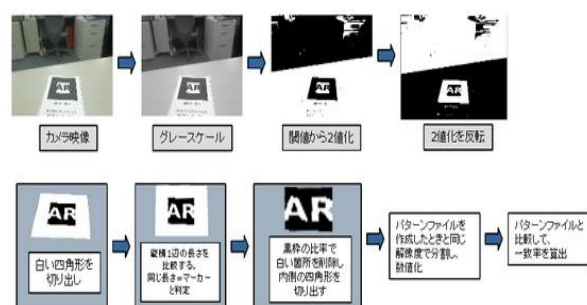 AR
AR
AR
AR
カメラ映像
グレースケール
閾値から2値化
2値化を反転
AR
AR
AR
白い四角形を
切り出し
縦横1辺の長さを
比較する。
同じ長さ=マーカー
と判定
黒枠の比率で
白い箇所を削除し
内側の四角形を
切り出す
パターンファイルを
作成したときと同じ
解像度で分割し、
数値化
パターンファイルと
比較して、
一致率を算出